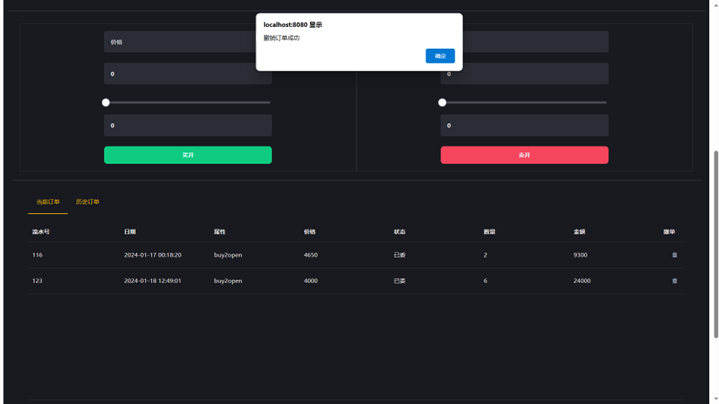 localhost:8080 显示
撤销订单成功
确定
价格
0
0
0
0
买开
卖开
当前订单 历史订单
流水号 日期 属性 价格 状态 数量 金额 撤单
116 2024-01-17 00:18:20 buy2open 4650 已委 2 9300
123 2024-01-18 12:49:01 buy2open 4000 已委 6 24000